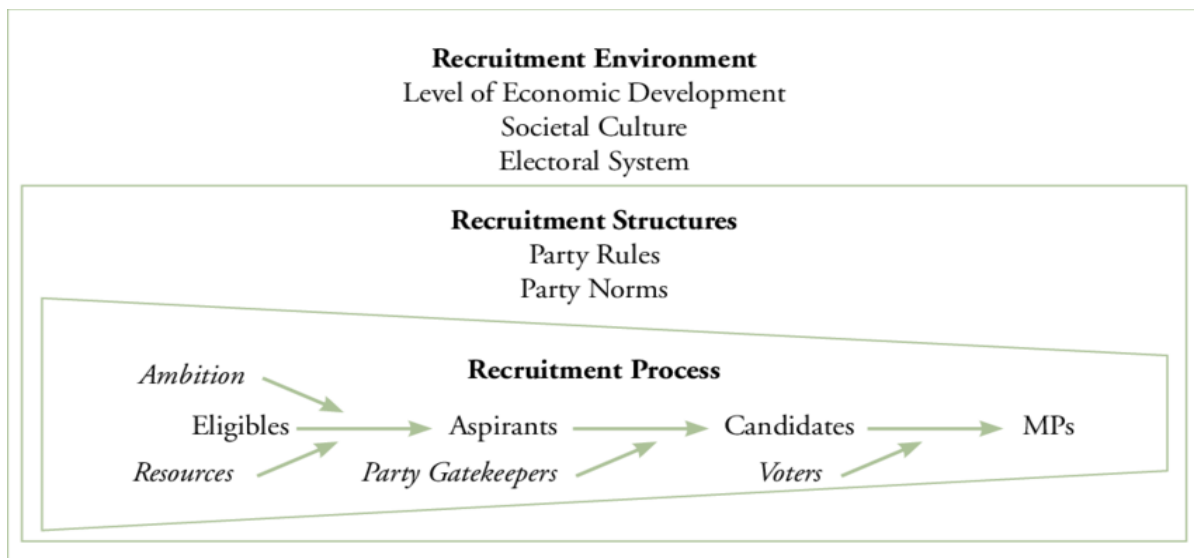 Recruitment Environment
Level of Economic Development
Societal Culture
Electoral System
Recruitment Structures
Party Rules
Party Norms
Recruitment Process
Ambition
Eligibles
Aspirants
Candidates
MPs
Resources
Party Gatekeepers
Voters